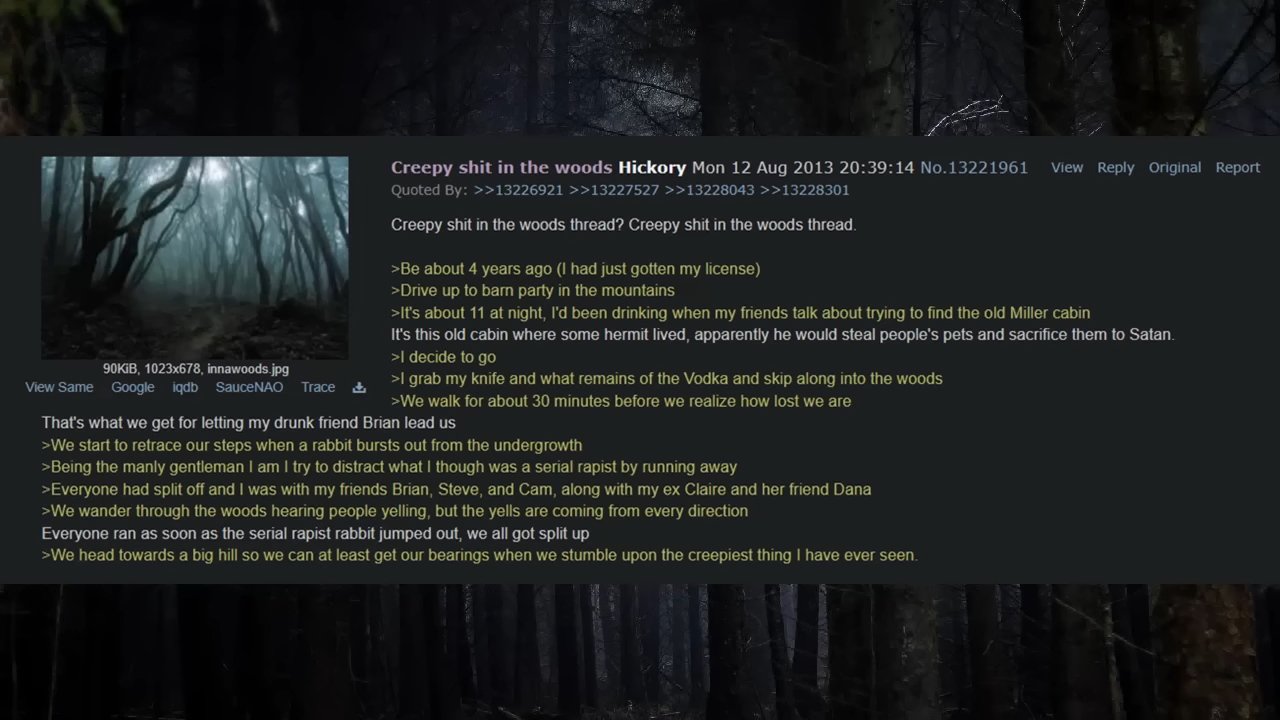 Creepy shit in the woods Hickory Mon 12 Aug 2013 20:39:14 No.13221961 View Reply Original Report
Quoted By: >>13226921 >>13227527 >>13228043 >>13228301
Creepy shit in the woods thread? Creepy shit in the woods thread.
>Be about 4 years ago (I had just gotten my license)
>Drive up to barn party in the mountains
>It's about 11 at night, I'd been drinking when my friends talk about trying to find the old Miller cabin
It's this old cabin where some hermit lived, apparently he would steal people's pets and sacrifice them to Satan.
>I decide to go
>I grab my knife and what remains of the Vodka and skip along into the woods
>We walk for about 30 minutes before we realize how lost we are
90KiB, 1023x678, innawoods.jpg
View Same Google iqdb SauceNAO Trace
That's what we get for letting my drunk friend Brian lead us
>We start to retrace our steps when a rabbit bursts out from the undergrowth
>Being the manly gentleman I am I try to distract what I though was a serial rapist by running away
>Everyone had split off and I was with my friends Brian, Steve, and Cam, along with my ex Claire and her friend Dana
>We wander through the woods hearing people yelling, but the yells are coming from every direction
Everyone ran as soon as the serial rapist rabbit jumped out, we all got split up
>We head towards a big hill so we can at least get our bearings when we stumble upon the creepiest thing I have ever seen.